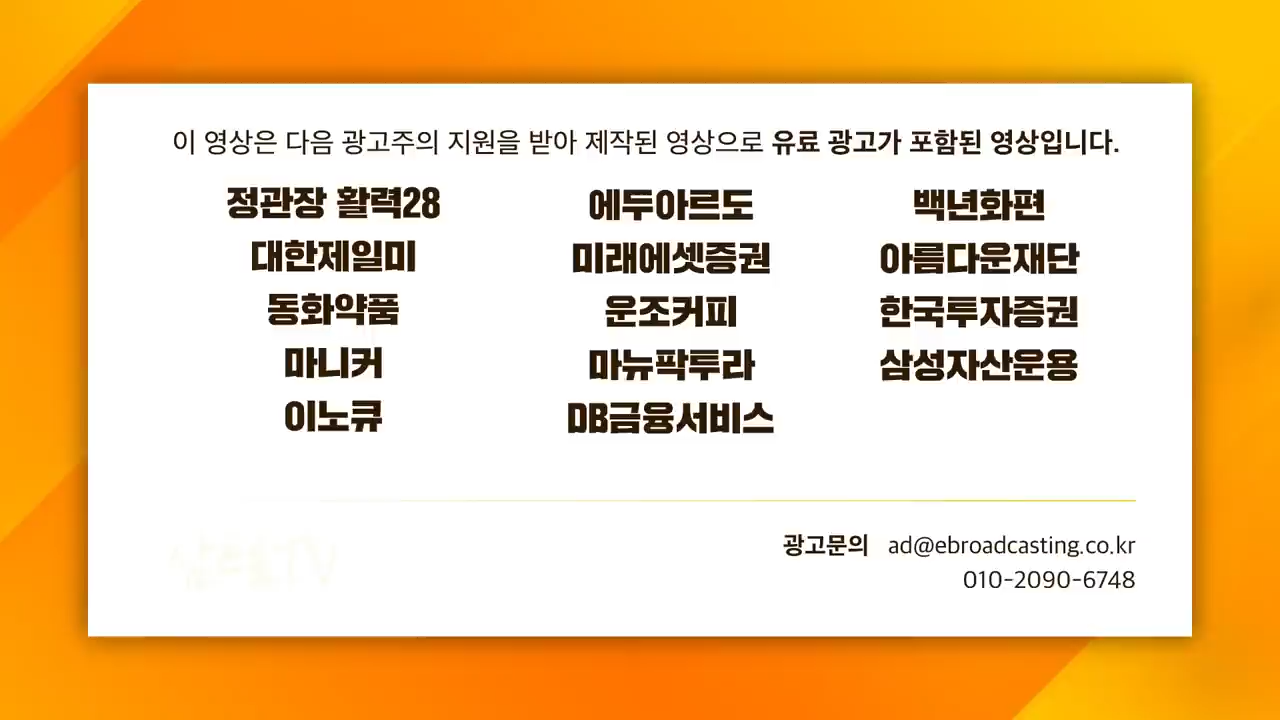 이 영상은 다음 광고주의 지원을 받아 제작된 영상으로 유료 광고가 포함된 영상입니다.
정관장 활력28
에두아르도
백년화편
대한제일미
미래에셋증권
아름다운재단
동화약품
운조커피
한국투자증권
마니커
마뉴팍투라
삼성자산운용
이노큐
DB금융서비스
광고문의 ad@ebroadcasting.co.kr
010-2090-6748